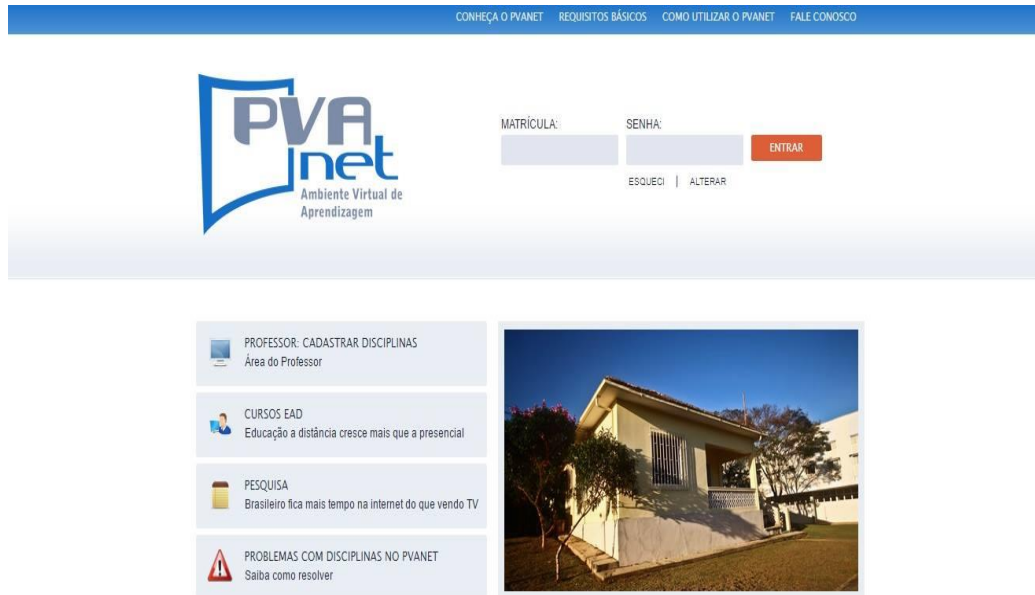 CONHEÇA O PVANET REQUISITOS BÁSICOS COMO UTILIZAR O PVANET FALE CONOSCO
PVA
net
Ambiente Virtual de
Aprendizagem
MATRÍCULA: SENHA:
ENTRAR
ESQUECI | ALTERAR
PROFESSOR: CADASTRAR DISCIPLINAS
Área do Professor
CURSOS EAD
Educação a distância cresce mais que a presencial
PESQUISA
Brasileiro fica mais tempo na internet do que vendo TV
PROBLEMAS COM DISCIPLINAS NO PVANET
Saiba como resolver